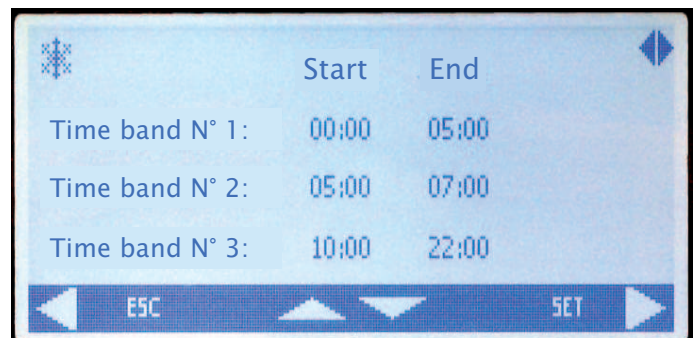 Start End
Time band N° 1: 00:00 05:00
Time band N° 2: 05:00 07:00
Time band N° 3: 10:00 22:00
ESC SET